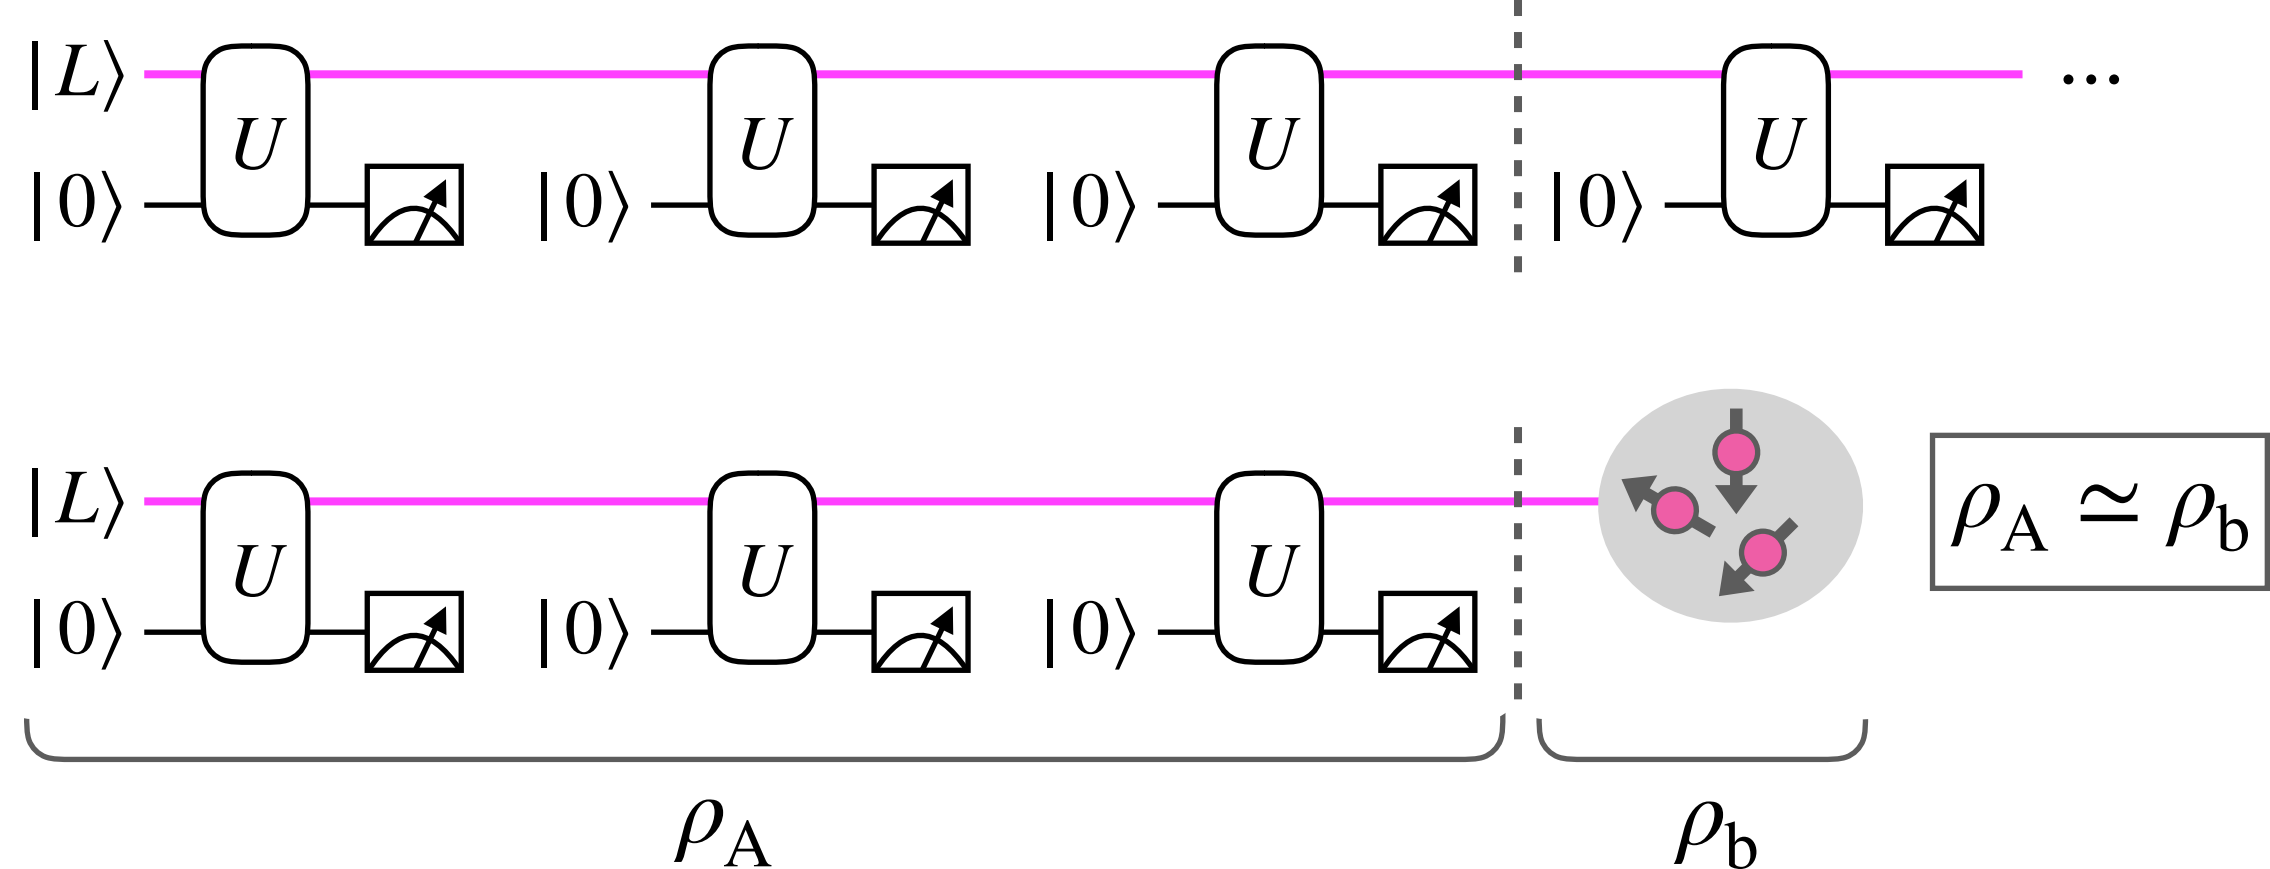 |L⟩ U U U U ...
|0⟩ |0⟩ |0⟩ |0⟩
|L⟩ U U U ρ_A ≃ ρ_b
|0⟩ |0⟩ |0⟩
ρ_A ρ_b